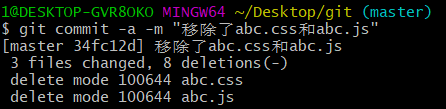 1@DESKTOP-GVR8OKO MINGW64 ~/Desktop/git (master)
$ git commit -a -m "移除了abc.css和abc.js"
[master 34fc12d] 移除了abc.css和abc.js
 3 files changed, 8 deletions(-)
 delete mode 100644 abc.css
 delete mode 100644 abc.js